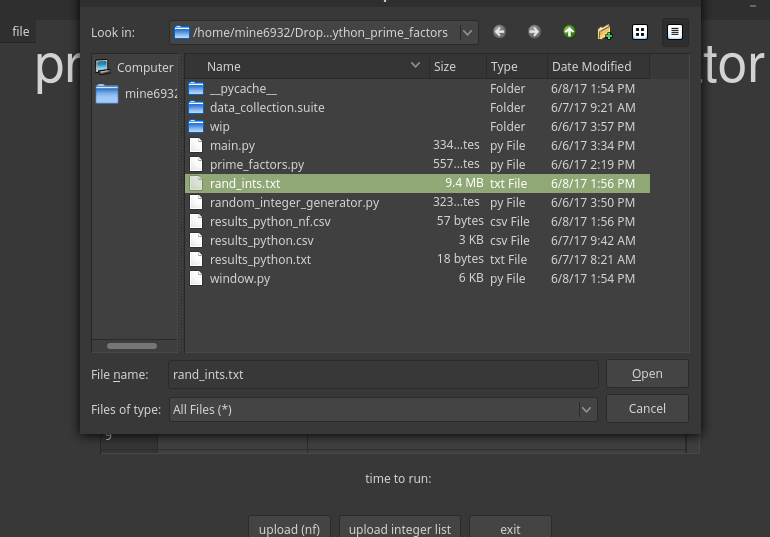 file
Look in: /home/mine6932/Drop...ython_prime_factors
Computer
mine6932
Name Size Type Date Modified
__pycache__ Folder 6/8/17 1:54 PM
data_collection.suite Folder 6/7/17 9:21 AM
wip Folder 6/6/17 3:57 PM
main.py 334...tes py File 6/6/17 3:34 PM
prime_factors.py 557...tes py File 6/6/17 2:19 PM
rand_ints.txt 9.4 MB txt File 6/8/17 1:56 PM
random_integer_generator.py 323...tes py File 6/6/17 3:50 PM
results_python_nf.csv 57 bytes csv File 6/8/17 1:56 PM
results_python.csv 3 KB csv File 6/7/17 9:42 AM
results_python.txt 18 bytes txt File 6/7/17 8:21 AM
window.py 6 KB py File 6/8/17 1:54 PM
File name: rand_ints.txt Open
Files of type: All Files (*) Cancel
9
time to run:
upload (nf) upload integer list exit